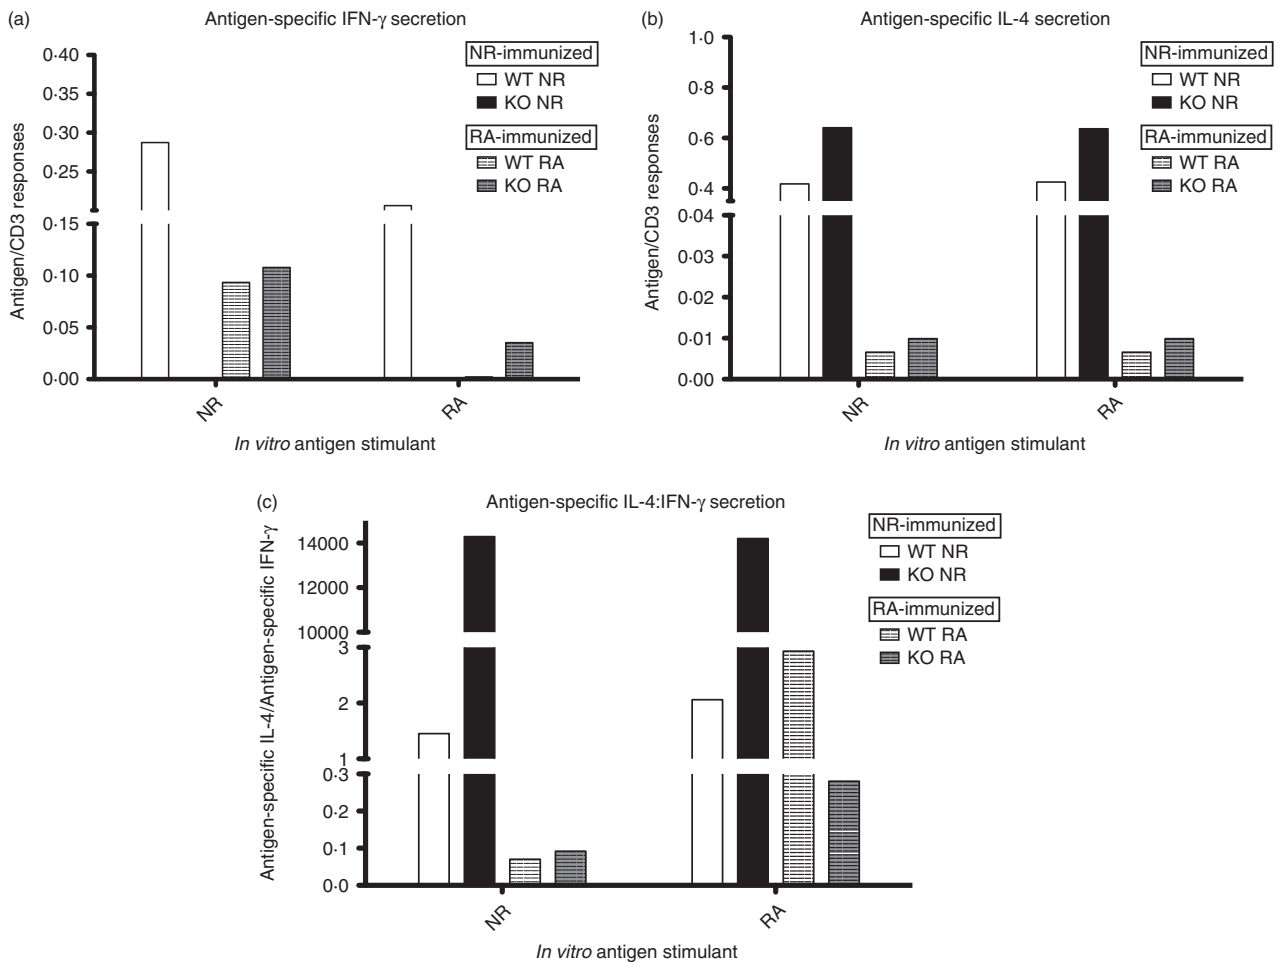 (a)
Antigen-specific IFN-γ secretion
Antigen/CD3 responses
0·40
0·35
0·30
0·25
0·15
0·10
0·05
0·00
NR-immunized
WT NR
KO NR
RA-immunized
WT RA
KO RA
NR
RA
In vitro antigen stimulant
(b)
Antigen-specific IL-4 secretion
Antigen/CD3 responses
1·0
0·8
0·6
0·4
0·04
0·03
0·02
0·01
0·00
NR-immunized
WT NR
KO NR
RA-immunized
WT RA
KO RA
NR
RA
In vitro antigen stimulant
(c)
Antigen-specific IL-4:IFN-γ secretion
Antigen-specific IL-4/Antigen-specific IFN-γ
14000
12000
10000
3
2
1
0·3
0·2
0·1
0·0
NR-immunized
WT NR
KO NR
RA-immunized
WT RA
KO RA
NR
RA
In vitro antigen stimulant